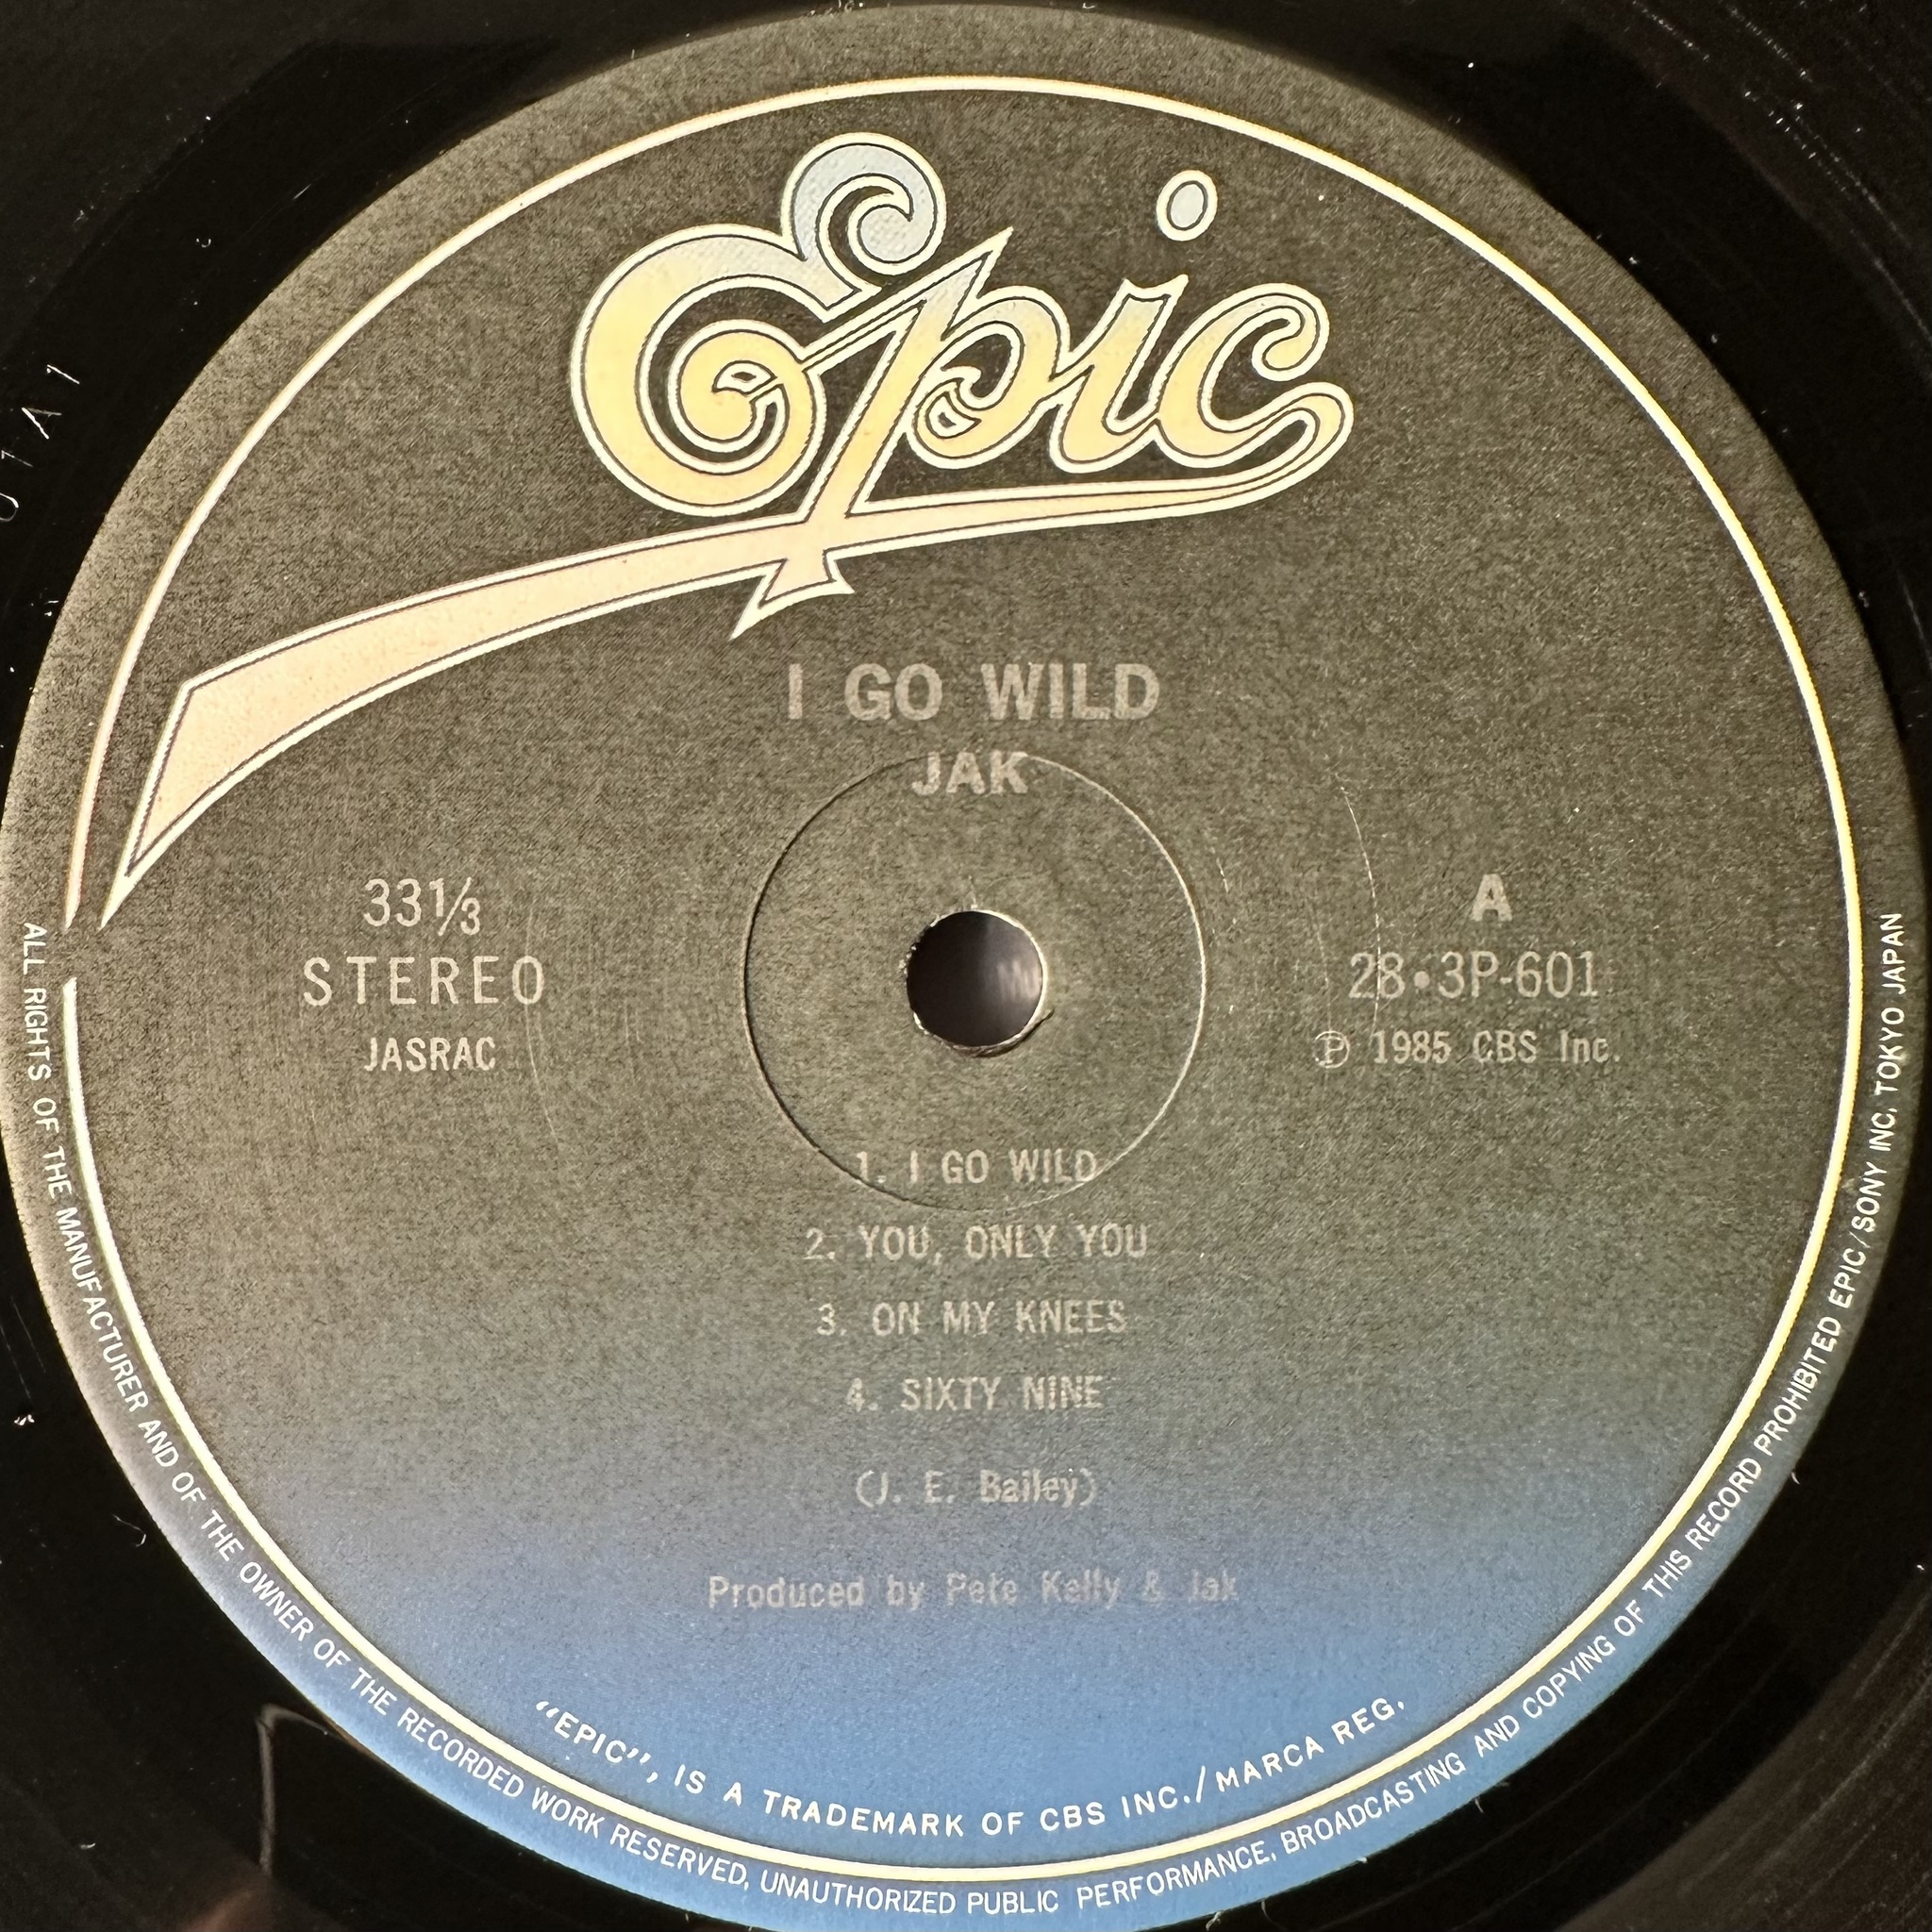 Epic
I GO WILD
JAK
33⅓
STEREO
JASRAC
A
28•3P-601
Ⓟ 1985 CBS Inc.
1. I GO WILD
2. YOU, ONLY YOU
3. ON MY KNEES
4. SIXTY NINE
(J. E. Bailey)
Produced by Pete Kelly & Jak
"EPIC", IS A TRADEMARK OF CBS INC./MARCA REG.
ALL RIGHTS OF THE MANUFACTURER AND OF THE OWNER OF THE RECORDED WORK RESERVED, UNAUTHORIZED PUBLIC PERFORMANCE, BROADCASTING AND COPYING OF THIS RECORD PROHIBITED EPIC/SONY INC, TOKYO JAPAN